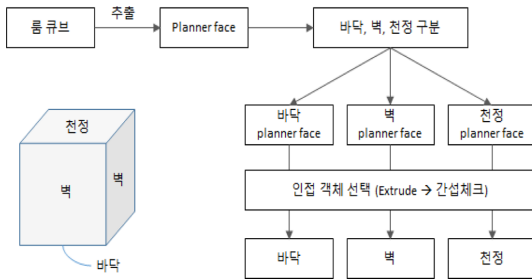 룸 큐브
추출
Planner face
바닥, 벽, 천정 구분
바닥
planner face
벽
planner face
천정
planner face
인접 객체 선택 (Extrude → 간섭체크)
바닥
벽
천정
천정
벽
벽
바닥